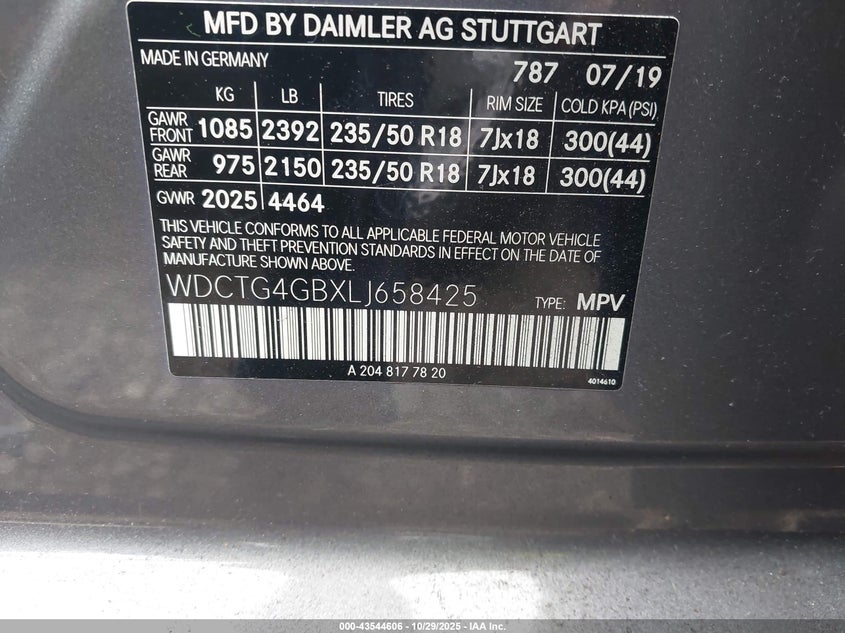 MFD BY DAIMLER AG STUTTGART
MADE IN GERMANY 787 07/19
KG LB TIRES RIM SIZE COLD KPA (PSI)
GAWR FRONT 1085 2392 235/50 R18 7Jx18 300(44)
GAWR REAR 975 2150 235/50 R18 7Jx18 300(44)
GVWR 2025 4464
THIS VEHICLE CONFORMS TO ALL APPLICABLE FEDERAL MOTOR VEHICLE
SAFETY AND THEFT PREVENTION STANDARDS IN EFFECT ON THE DATE OF
MANUFACTURE SHOWN ABOVE.
WDCTG4GBXLJ658425 TYPE: MPV
A 204 817 78 20
4014610
000-43544606 - 10/29/2025 - IAA Inc.